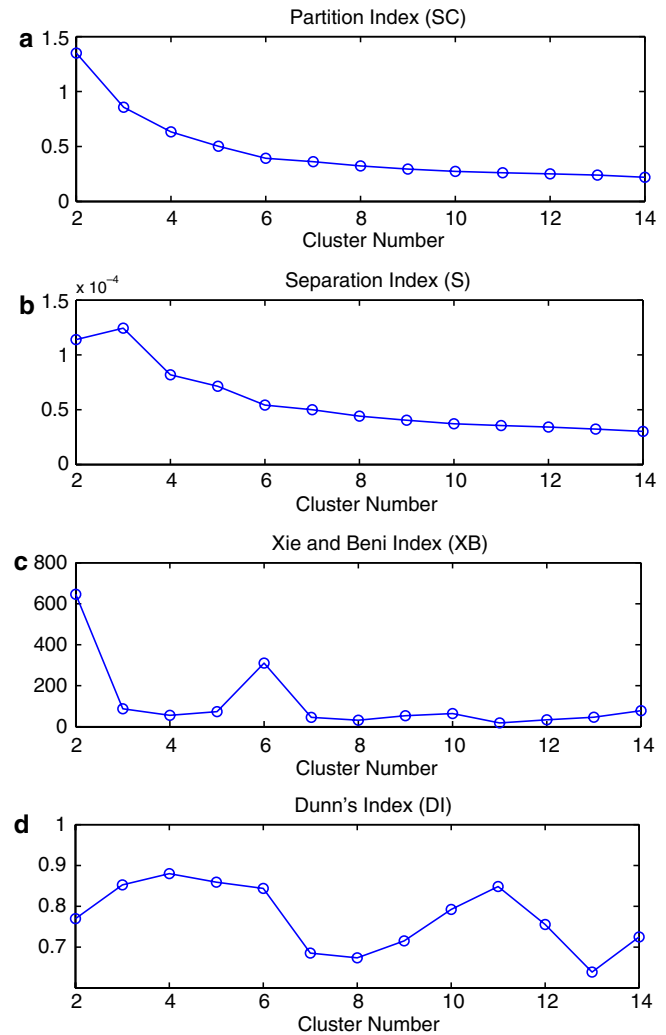 Partition Index (SC)
a
1.5
1
0.5
0
2 4 6 8 10 12 14
Cluster Number
x 10⁻⁴
Separation Index (S)
b
1.5
1
0.5
0
2 4 6 8 10 12 14
Cluster Number
Xie and Beni Index (XB)
c
800
600
400
200
0
2 4 6 8 10 12 14
Cluster Number
Dunn's Index (DI)
d
1
0.9
0.8
0.7
2 4 6 8 10 12 14
Cluster Number